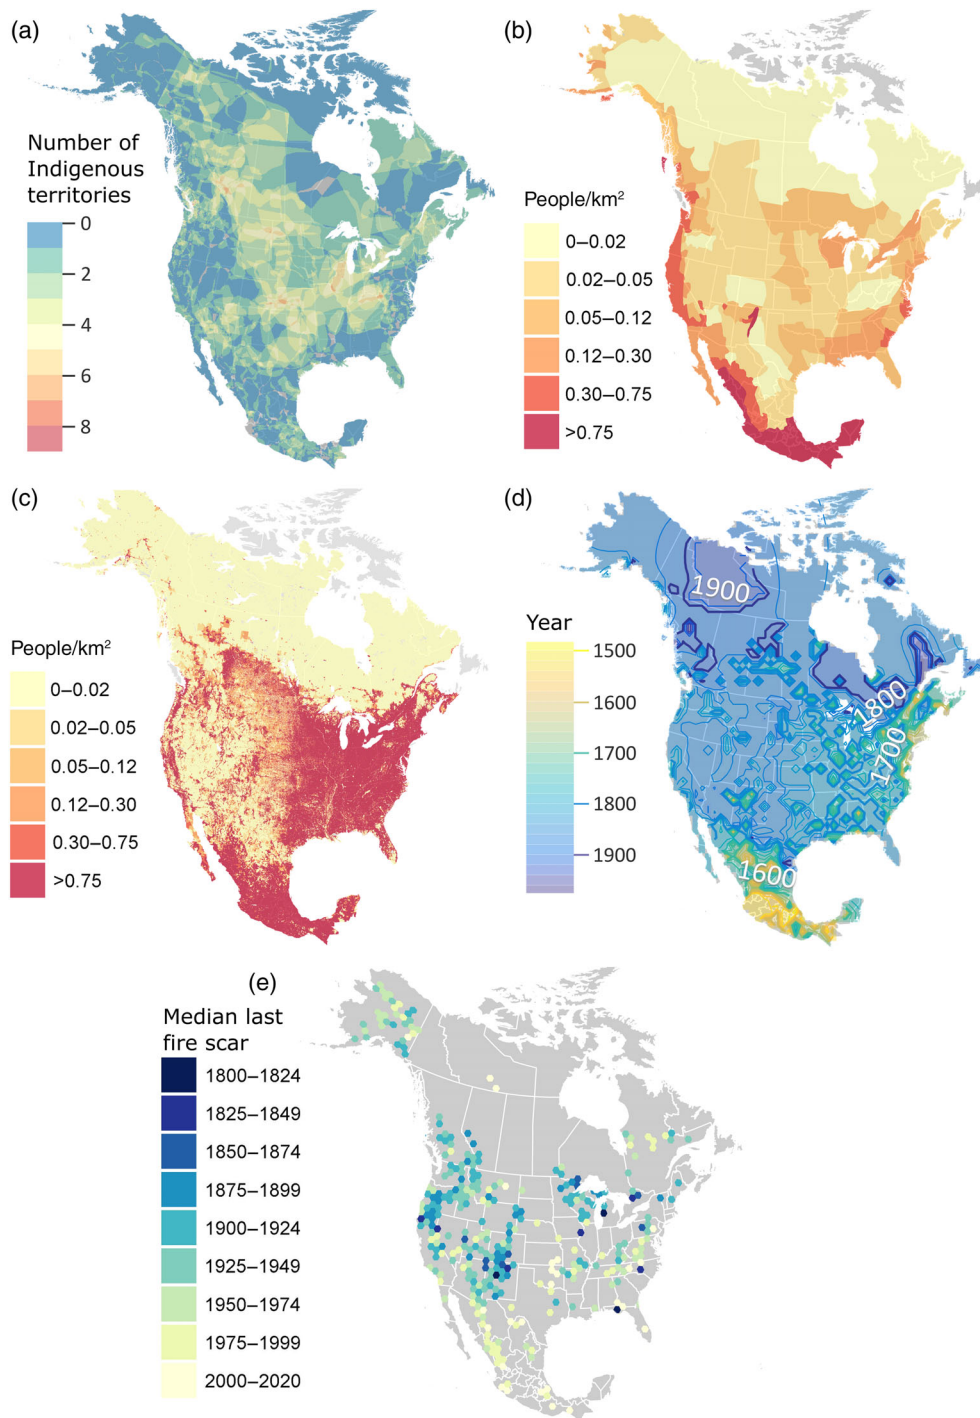 (a)
Number of
Indigenous
territories
0
2
4
6
8
(b)
People/km²
0–0.02
0.02–0.05
0.05–0.12
0.12–0.30
0.30–0.75
>0.75
(c)
People/km²
0–0.02
0.02–0.05
0.05–0.12
0.12–0.30
0.30–0.75
>0.75
(d)
Year
1500
1600
1700
1800
1900
1900
1800
1700
1600
(e)
Median last
fire scar
1800–1824
1825–1849
1850–1874
1875–1899
1900–1924
1925–1949
1950–1974
1975–1999
2000–2020